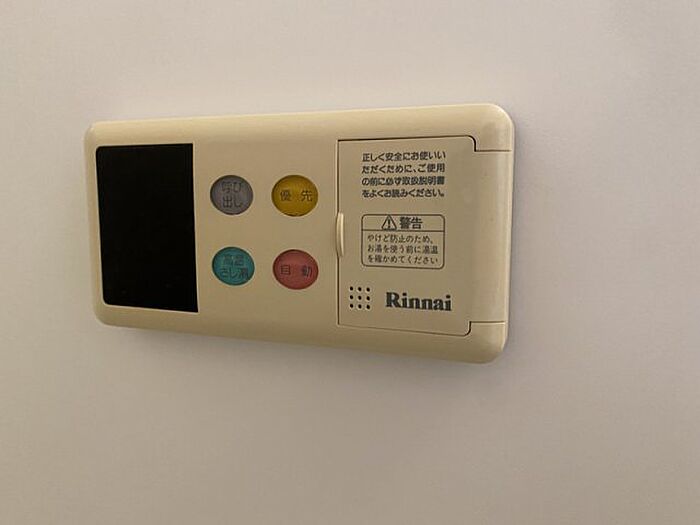 呼び
出し
優先
高温
さし湯
自動
正しく安全にお使いい
ただくために、ご使用
の前に必ず取扱説明書
をよくお読みください。
警告
やけど防止のため、
お湯を使う前に湯温
を確かめてください
Rinnai